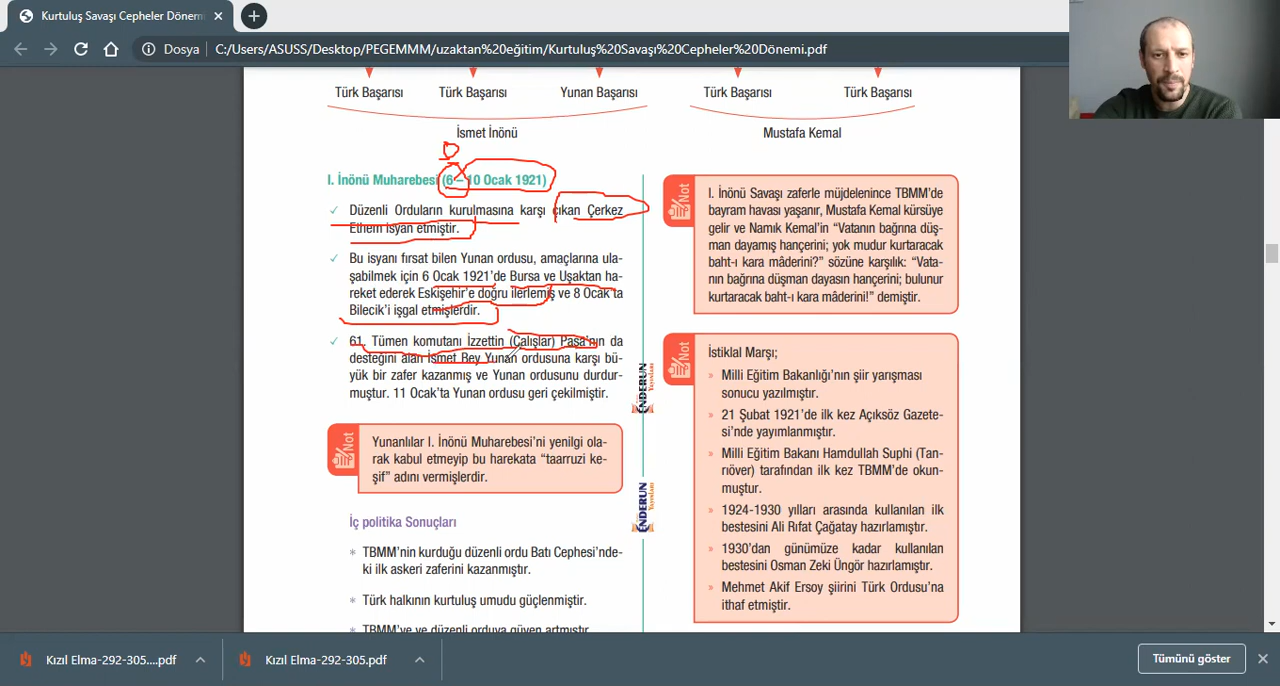 Kurtuluş Savaşı Cepheler Dönemi
Dosya
C:/Users/ASUSS/Desktop/PEGEMMM/uzaktan%20eğitim/Kurtuluş%20Savaşı%20Cepheler%20Dönemi.pdf
Türk Başarısı
Türk Başarısı
Yunan Başarısı
Türk Başarısı
Türk Başarısı
İsmet İnönü
Mustafa Kemal
I. İnönü Muharebesi (6 – 10 Ocak 1921)
✓ Düzenli Orduların kurulmasına karşı çıkan Çerkez
Ethem isyan etmiştir.
✓ Bu isyanı fırsat bilen Yunan ordusu, amaçlarına ula-
şabilmek için 6 Ocak 1921'de Bursa ve Uşaktan ha-
reket ederek Eskişehir'e doğru ilerlemiş ve 8 Ocak'ta
Bilecik'i işgal etmişlerdir.
✓ 61. Tümen komutanı İzzettin (Çalışlar) Paşa'nın da
desteğini alan İsmet Bey Yunan ordusuna karşı bü-
yük bir zafer kazanmış ve Yunan ordusunu durdur-
muştur. 11 Ocak'ta Yunan ordusu geri çekilmiştir.
Not
Yunanlılar I. İnönü Muharebesi'ni yenilgi ola-
rak kabul etmeyip bu harekata "taarruzi ke-
şif" adını vermişlerdir.
İç politika Sonuçları
* TBMM'nin kurduğu düzenli ordu Batı Cephesi'nde-
ki ilk askeri zaferini kazanmıştır.
* Türk halkının kurtuluş umudu güçlenmiştir.
* TBMM'ye ve düzenli orduya güven artmıştır
ENDERUN
Yayınları
ENDERUN
Yayınları
Not
I. İnönü Savaşı zaferle müjdelenince TBMM'de
bayram havası yaşanır, Mustafa Kemal kürsüye
gelir ve Namık Kemal'in "Vatanın bağrına düş-
man dayamış hançerini; yok mudur kurtaracak
baht-ı kara mâderini?" sözüne karşılık: "Vata-
nın bağrına düşman dayasın hançerini; bulunur
kurtaracak baht-ı kara mâderini!" demiştir.
Not
İstiklal Marşı;
» Milli Eğitim Bakanlığı'nın şiir yarışması
sonucu yazılmıştır.
» 21 Şubat 1921'de ilk kez Açıksöz Gazete-
si'nde yayımlanmıştır.
» Milli Eğitim Bakanı Hamdullah Suphi (Tan-
rıöver) tarafından ilk kez TBMM'de okun-
muştur.
» 1924-1930 yılları arasında kullanılan ilk
bestesini Ali Rıfat Çağatay hazırlamıştır.
» 1930'dan günümüze kadar kullanılan
bestesini Osman Zeki Üngör hazırlamıştır.
» Mehmet Akif Ersoy şiirini Türk Ordusu'na
ithaf etmiştir.
Kızıl Elma-292-305....pdf
Kızıl Elma-292-305.pdf
Tümünü göster